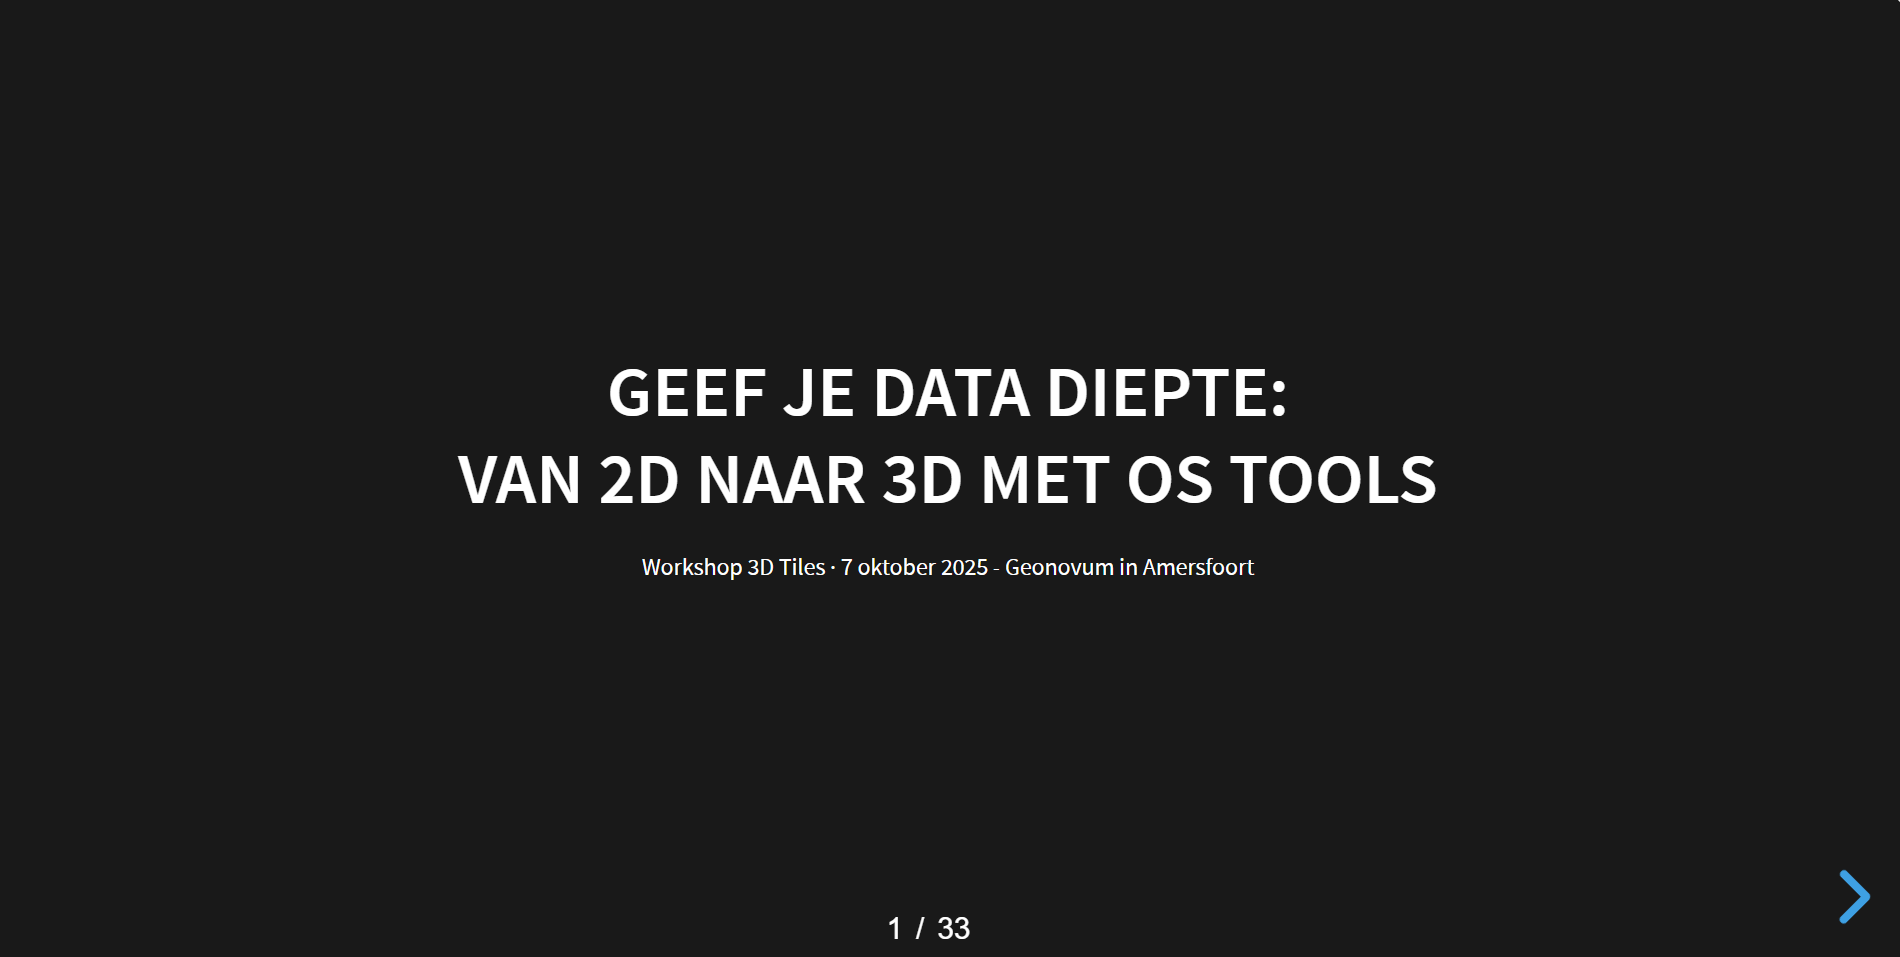 GEEF JE DATA DIEPTE:
VAN 2D NAAR 3D MET OS TOOLS
Workshop 3D Tiles · 7 oktober 2025 - Geonovum in Amersfoort
1 / 33